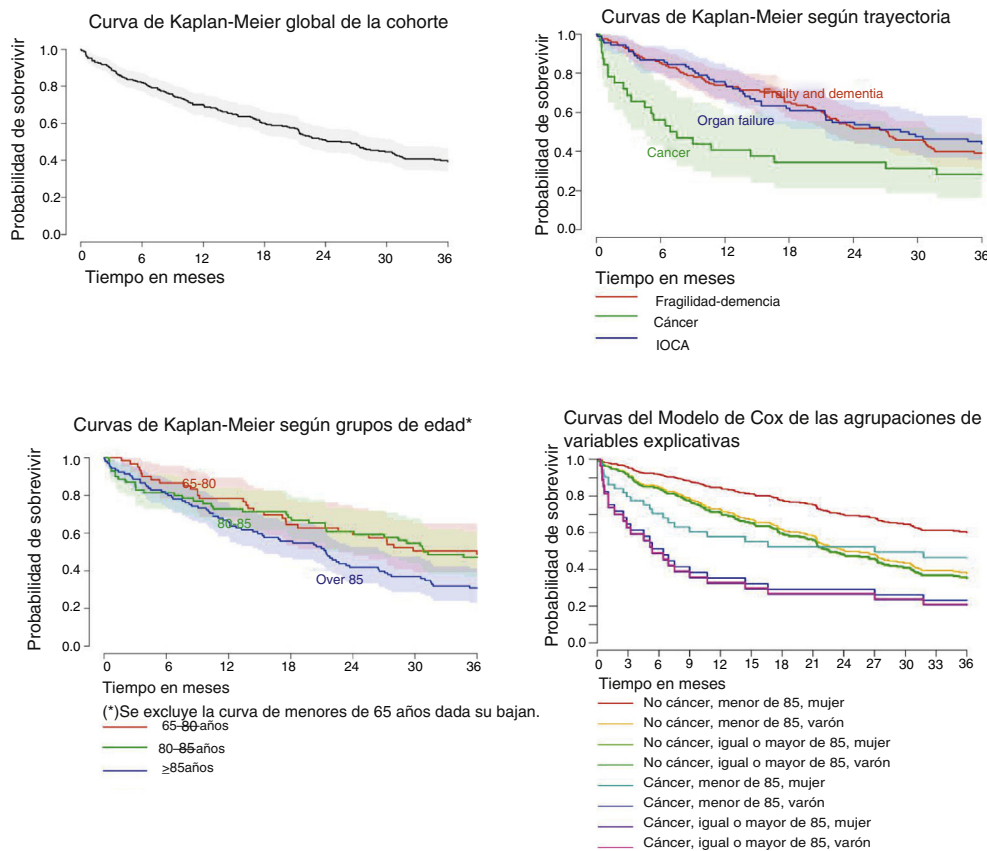 Curva de Kaplan-Meier global de la cohorte
Probabilidad de sobrevivir
1.0
0.8
0.6
0.4
0.2
0.0
0 6 12 18 24 30 36
Tiempo en meses
Curvas de Kaplan-Meier según trayectoria
Probabilidad de sobrevivir
1.0
0.8
0.6
0.4
0.2
0.0
Frailty and dementia
Organ failure
Cancer
0 6 12 18 24 30 36
Tiempo en meses
Fragilidad-demencia
Cáncer
IOCA
Curvas de Kaplan-Meier según grupos de edad*
Probabilidad de sobrevivir
1.0
0.8
0.6
0.4
0.2
0.0
65-80
80-85
Over 85
0 6 12 18 24 30 36
Tiempo en meses
(*)Se excluye la curva de menores de 65 años dada su bajan.
65-80 años
80-85años
≥85años
Curvas del Modelo de Cox de las agrupaciones de
variables explicativas
Probabilidad de sobrevivir
1.0
0.8
0.6
0.4
0.2
0.0
0 3 6 9 12 15 18 21 24 27 30 33 36
Tiempo en meses
No cáncer, menor de 85, mujer
No cáncer, menor de 85, varón
No cáncer, igual o mayor de 85, mujer
No cáncer, igual o mayor de 85, varón
Cáncer, menor de 85, mujer
Cáncer, menor de 85, varón
Cáncer, igual o mayor de 85, mujer
Cáncer, igual o mayor de 85, varón